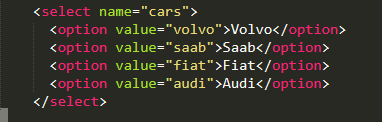 <select name="cars">
<option value="volvo">Volvo</option>
<option value="saab">Saab</option>
<option value="fiat">Fiat</option>
<option value="audi">Audi</option>
</select>